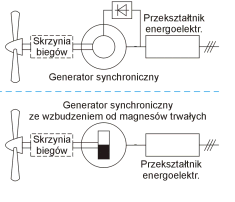 Przekształtnik
energoelektr.
Skrzynia
biegów
Generator synchroniczny
Generator synchroniczny
ze wzbudzeniem od magnesów trwałych
Skrzynia
biegów
Przekształtnik
energoelektr.